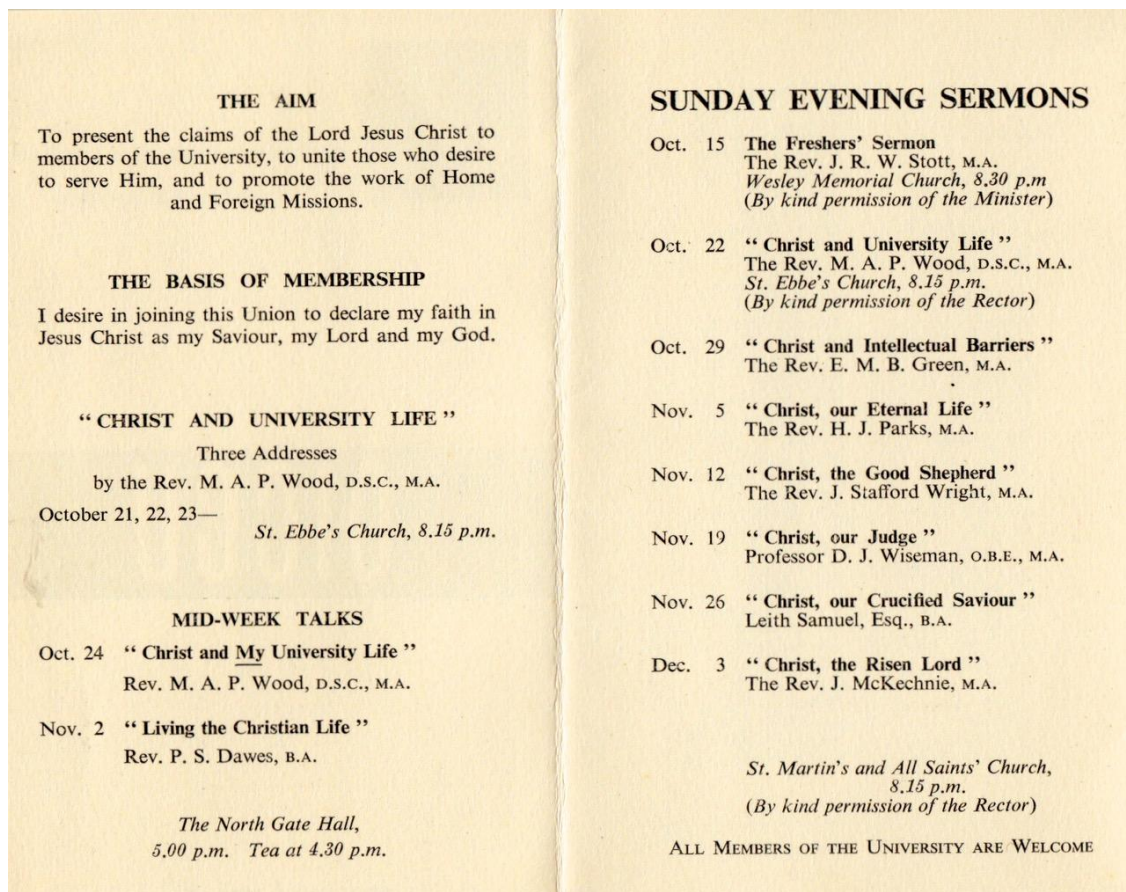 THE AIM
To present the claims of the Lord Jesus Christ to
members of the University, to unite those who desire
to serve Him, and to promote the work of Home
and Foreign Missions.
THE BASIS OF MEMBERSHIP
I desire in joining this Union to declare my faith in
Jesus Christ as my Saviour, my Lord and my God.
“ CHRIST AND UNIVERSITY LIFE ”
Three Addresses
by the Rev. M. A. P. Wood, D.S.C., M.A.
October 21, 22, 23—
St. Ebbe's Church, 8.15 p.m.
MID-WEEK TALKS
Oct. 24 “ Christ and My University Life ”
Rev. M. A. P. Wood, D.S.C., M.A.
Nov. 2 “ Living the Christian Life ”
Rev. P. S. Dawes, B.A.
The North Gate Hall,
5.00 p.m. Tea at 4.30 p.m.
SUNDAY EVENING SERMONS
Oct. 15 The Freshers' Sermon
The Rev. J. R. W. Stott, M.A.
Wesley Memorial Church, 8.30 p.m
(By kind permission of the Minister)
Oct. 22 “ Christ and University Life ”
The Rev. M. A. P. Wood, D.S.C., M.A.
St. Ebbe's Church, 8.15 p.m.
(By kind permission of the Rector)
Oct. 29 “ Christ and Intellectual Barriers ”
The Rev. E. M. B. Green, M.A.
Nov. 5 “ Christ, our Eternal Life ”
The Rev. H. J. Parks, M.A.
Nov. 12 “ Christ, the Good Shepherd ”
The Rev. J. Stafford Wright, M.A.
Nov. 19 “ Christ, our Judge ”
Professor D. J. Wiseman, O.B.E., M.A.
Nov. 26 “ Christ, our Crucified Saviour ”
Leith Samuel, Esq., B.A.
Dec. 3 “ Christ, the Risen Lord ”
The Rev. J. McKechnie, M.A.
St. Martin's and All Saints' Church,
8.15 p.m.
(By kind permission of the Rector)
ALL MEMBERS OF THE UNIVERSITY ARE WELCOME